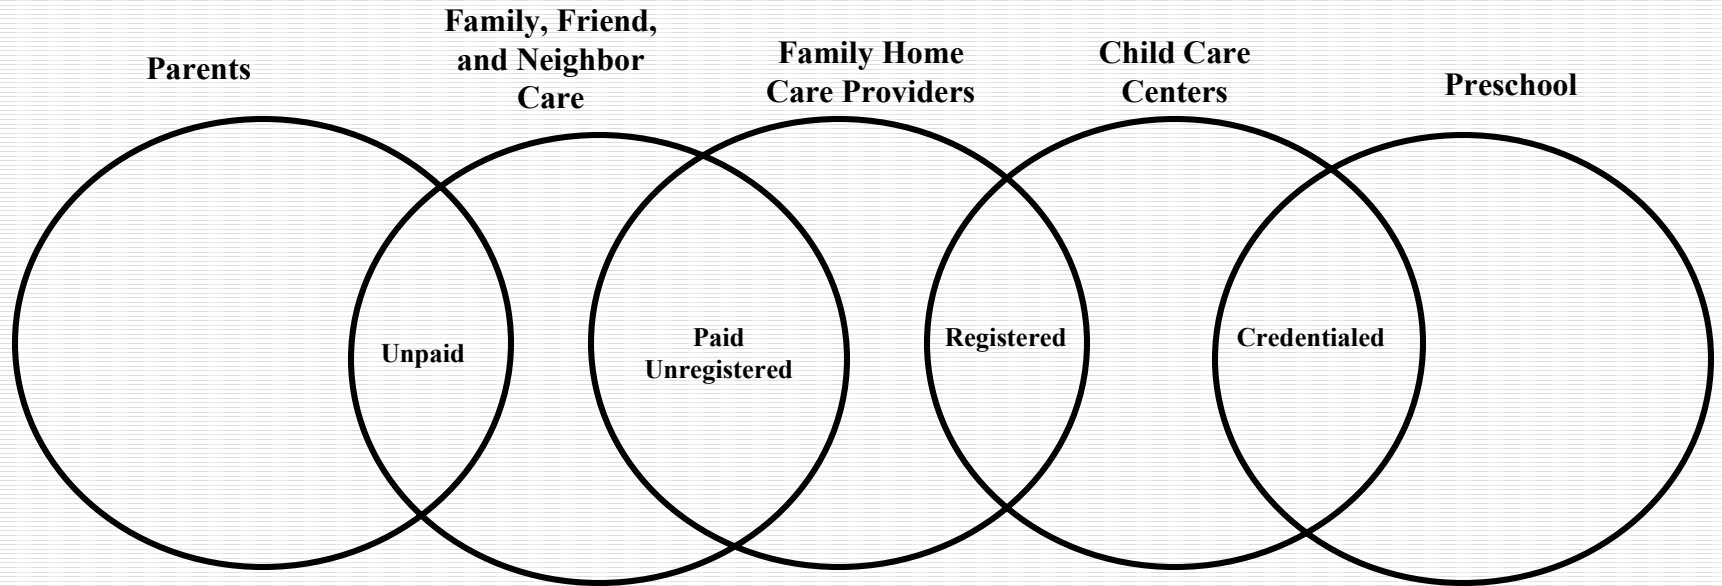 Parents
Family, Friend,
and Neighbor
Care
Family Home
Care Providers
Child Care
Centers
Preschool
Unpaid
Paid
Unregistered
Registered
Credentialed